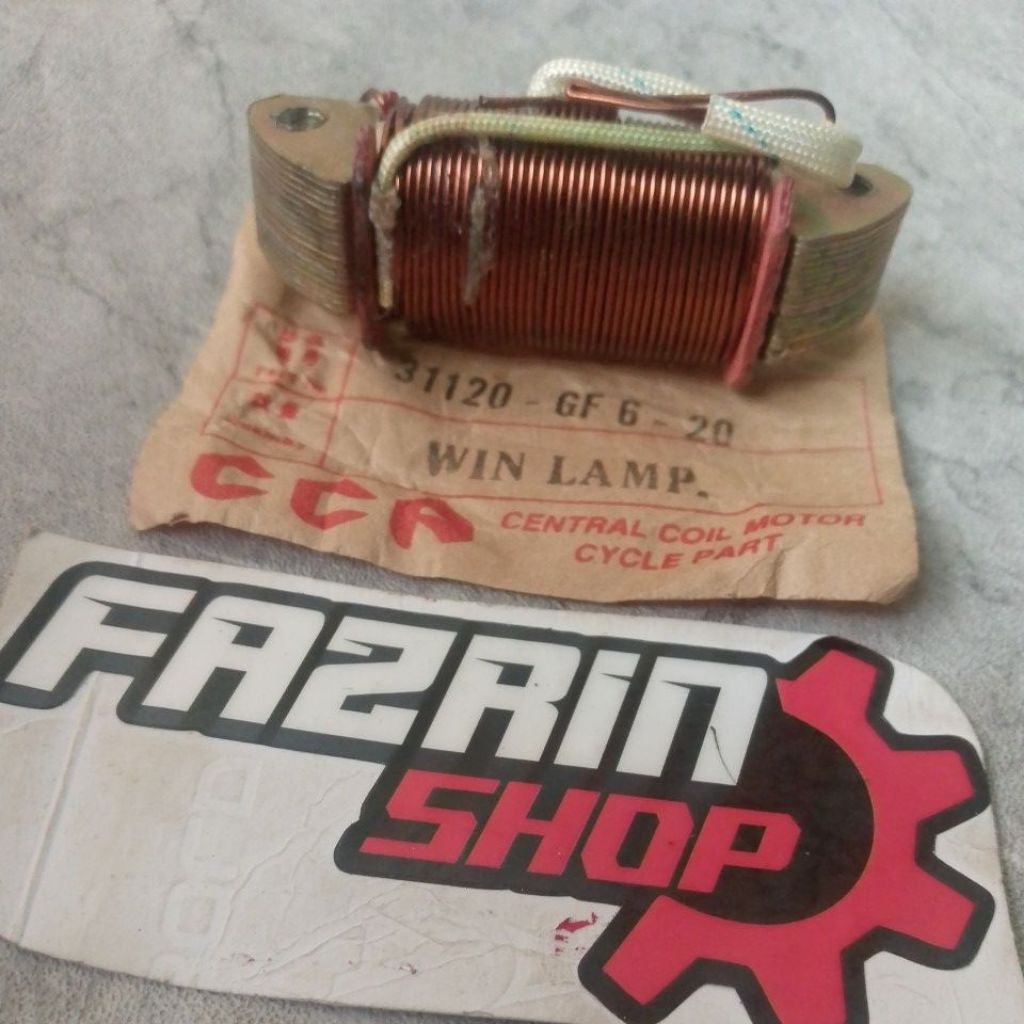 31120 - GF 6 - 20
WIN LAMP.
CCA CENTRAL COIL MOTOR
CYCLE PART
FAZRIN
SHOP